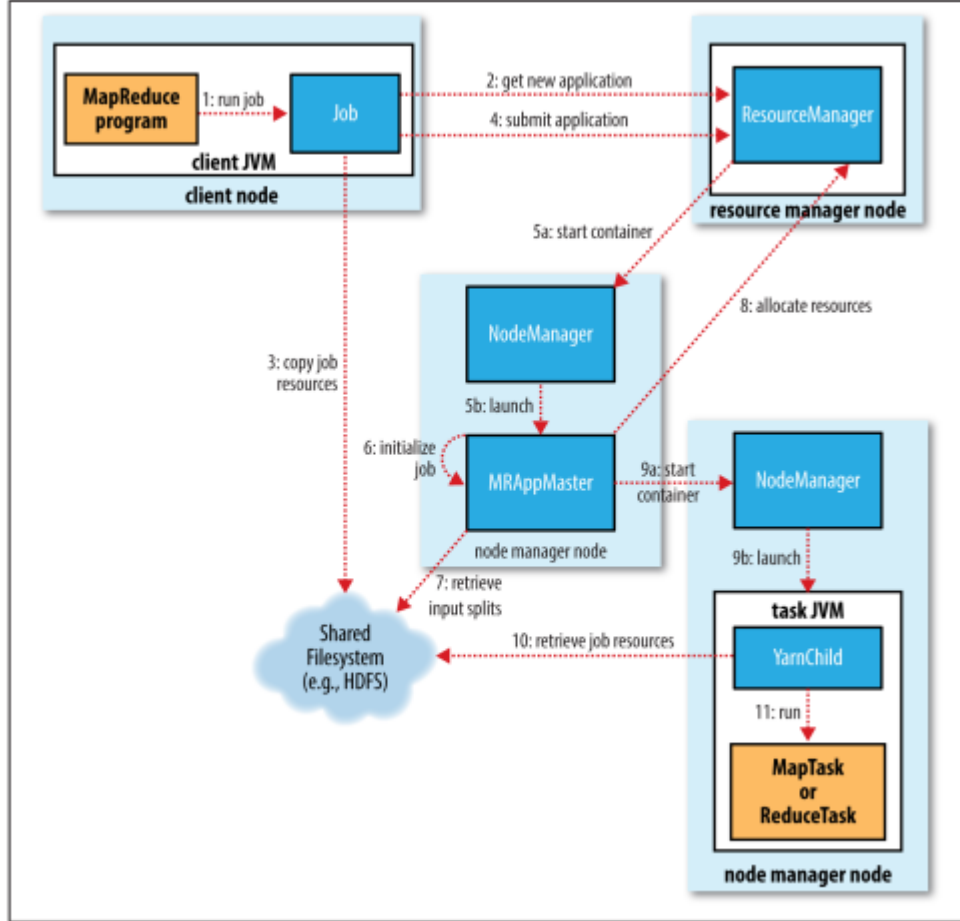 MapReduce
program
1: run job
Job
client JVM
client node
2: get new application
4: submit application
ResourceManager
resource manager node
5a: start container
8: allocate resources
3: copy job
resources
NodeManager
5b: launch
6: initialize
job
MRAppMaster
node manager node
9a: start
container
NodeManager
9b: launch
7: retrieve
input splits
Shared
Filesystem
(e.g., HDFS)
10: retrieve job resources
task JVM
YarnChild
11: run
MapTask
or
ReduceTask
node manager node